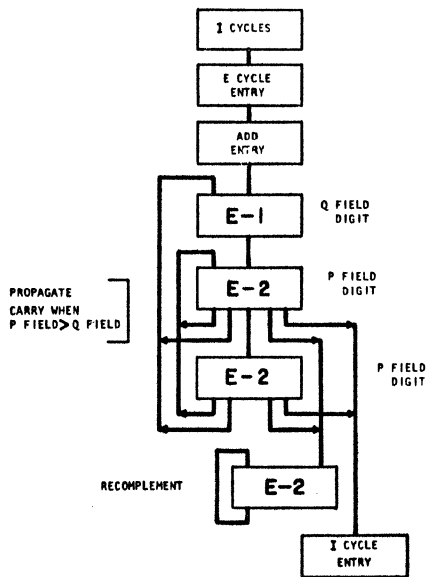 I CYCLES
E CYCLE
ENTRY
ADD
ENTRY
E-1
Q FIELD
DIGIT
E-2
P FIELD
DIGIT
PROPAGATE
CARRY WHEN
P FIELD>Q FIELD
E-2
P FIELD
DIGIT
RECOMPLEMENT
E-2
I CYCLE
ENTRY